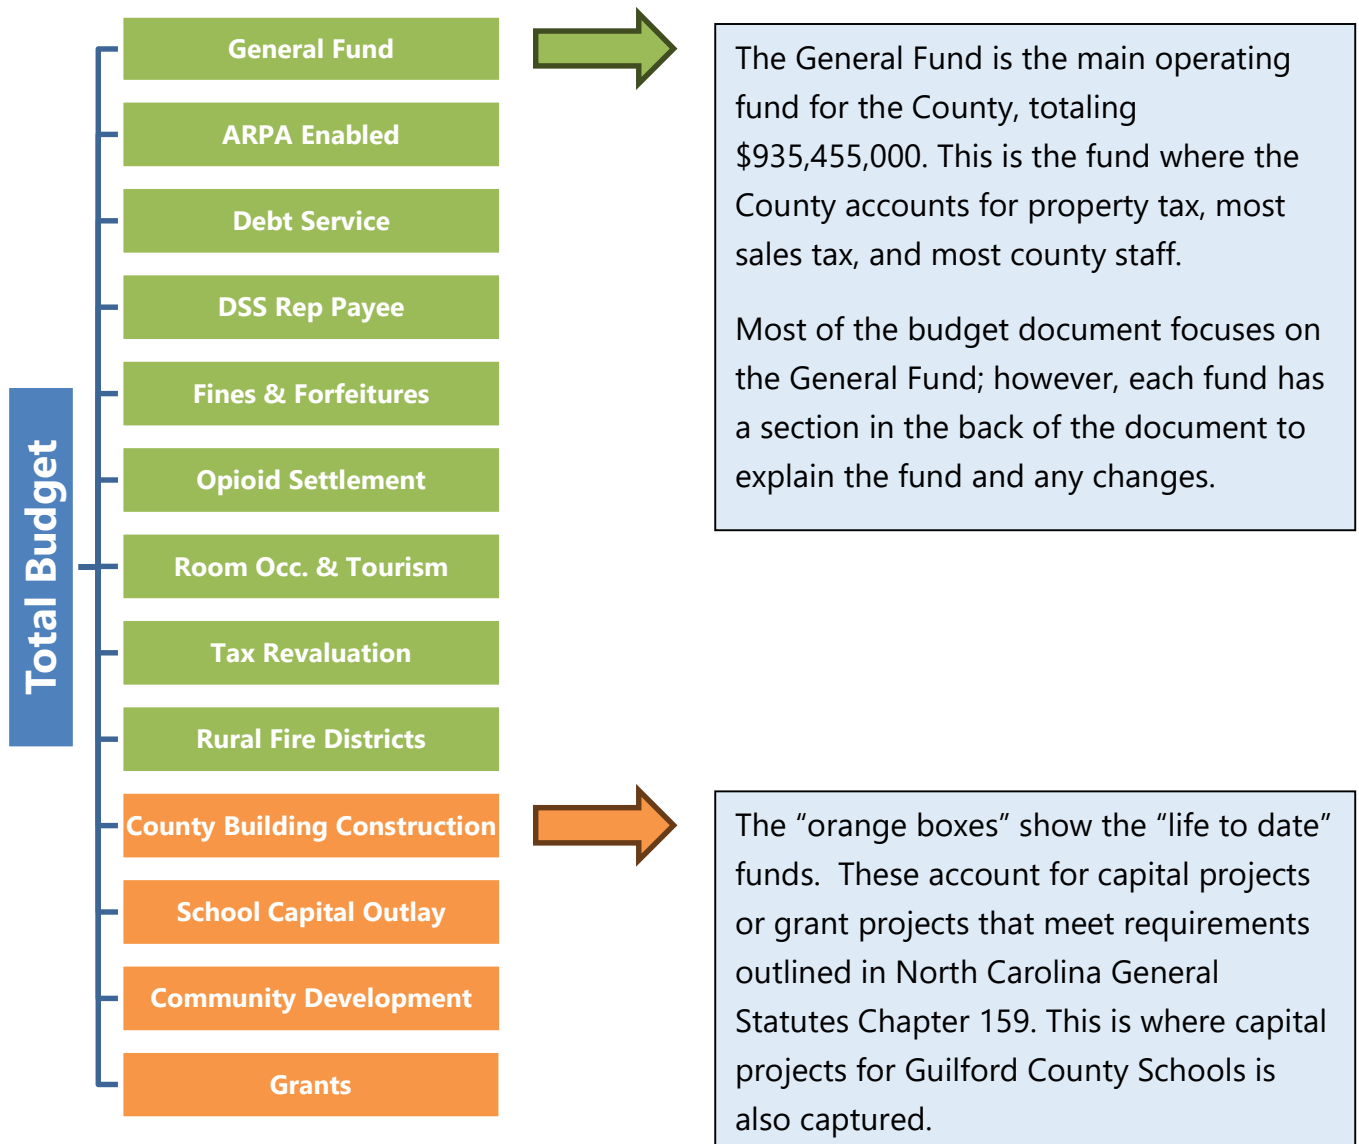 Total Budget
General Fund
ARPA Enabled
Debt Service
DSS Rep Payee
Fines & Forfeitures
Opioid Settlement
Room Occ. & Tourism
Tax Revaluation
Rural Fire Districts
County Building Construction
School Capital Outlay
Community Development
Grants
The General Fund is the main operating
fund for the County, totaling
$935,455,000. This is the fund where the
County accounts for property tax, most
sales tax, and most county staff.
Most of the budget document focuses on
the General Fund; however, each fund has
a section in the back of the document to
explain the fund and any changes.
The “orange boxes” show the “life to date”
funds.  These account for capital projects
or grant projects that meet requirements
outlined in North Carolina General
Statutes Chapter 159. This is where capital
projects for Guilford County Schools is
also captured.